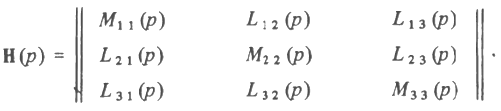 M₁₁(p) L₁₂(p) L₁₃(p)
H(p) = ‖ L₂₁(p) M₂₂(p) L₂₃(p) ‖ .
L₃₁(p) L₃₂(p) M₃₃(p)